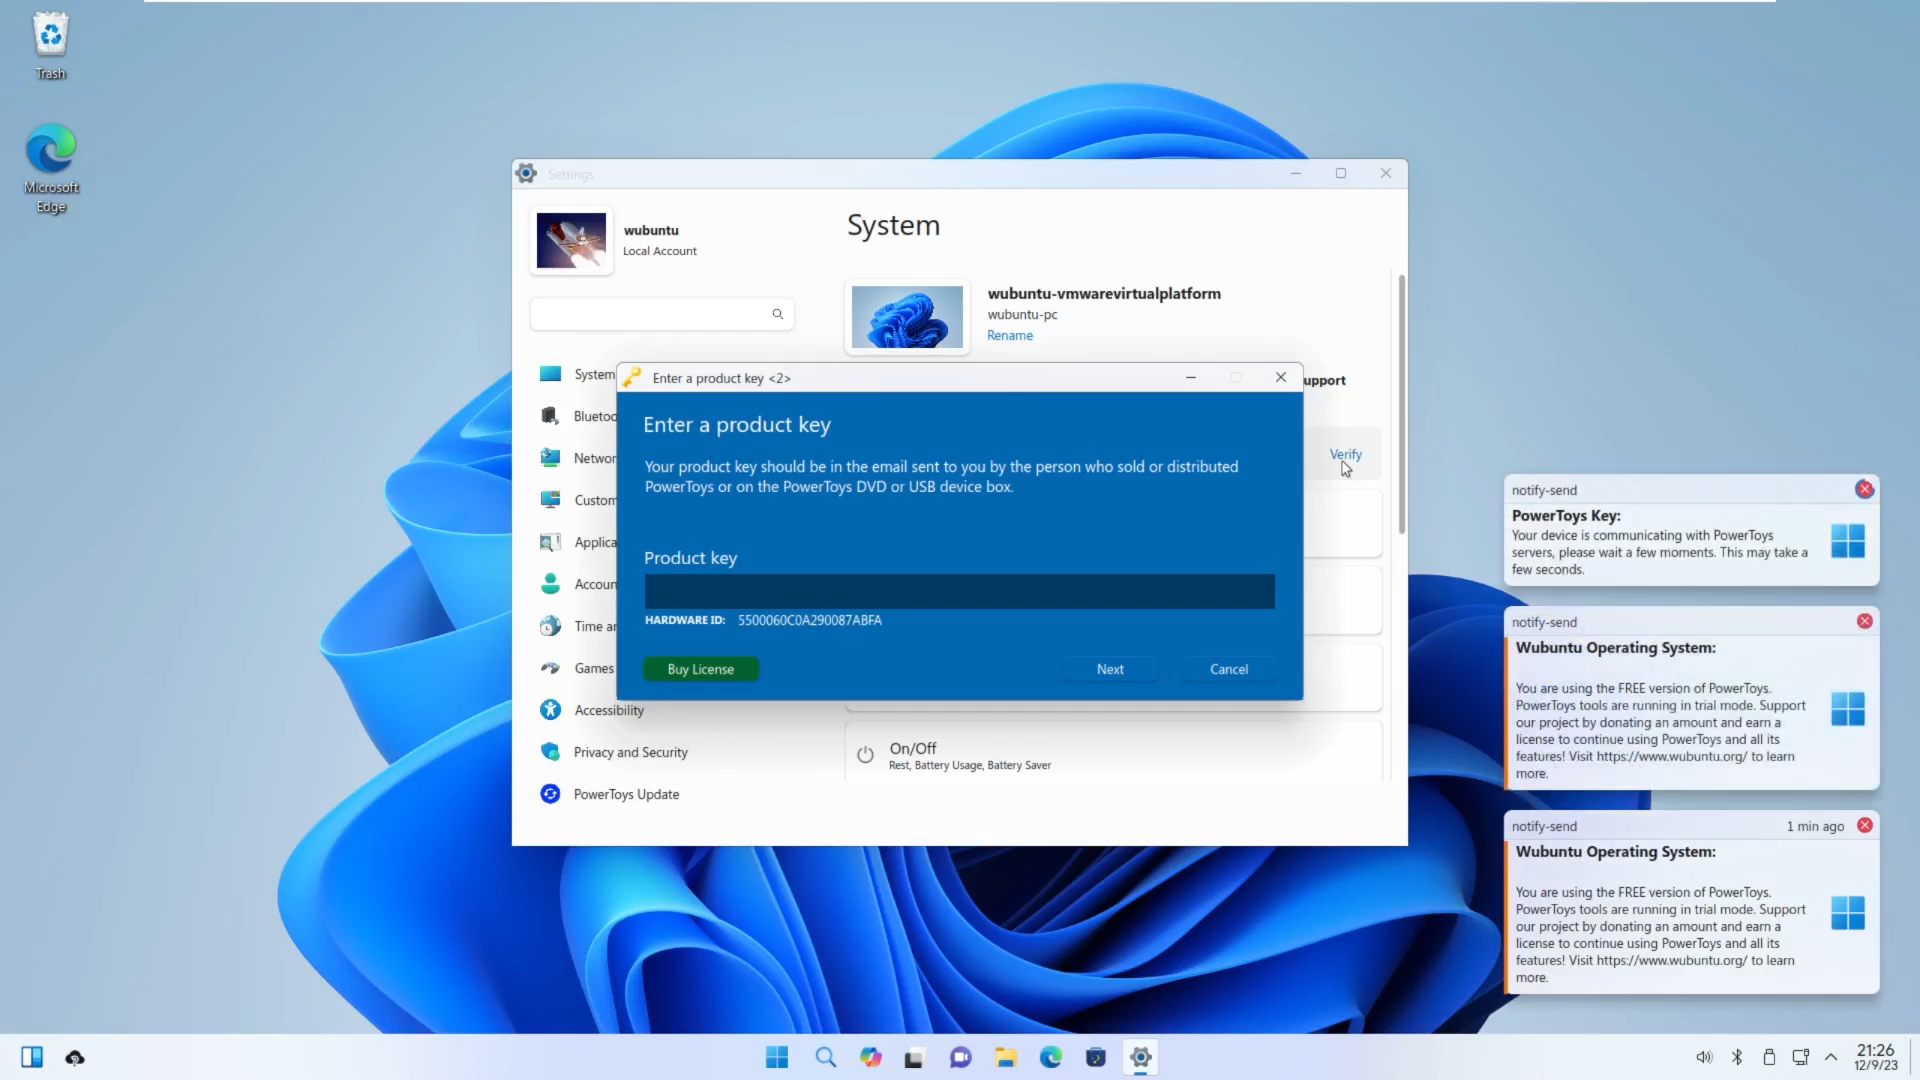 Trash
Microsoft
Edge
Settings
wubuntu
Local Account
System
wubuntu-vmwarevirtualplatform
wubuntu-pc
Rename
System
Bluetoo
Networ
Custom
Applica
Accoun
Time an
Games
Accessibility
Privacy and Security
PowerToys Update
upport
Verify
Enter a product key <2>
Enter a product key
Your product key should be in the email sent to you by the person who sold or distributed
PowerToys or on the PowerToys DVD or USB device box.
Product key
HARDWARE ID: 5500060C0A290087ABFA
Buy License
Next
Cancel
On/Off
Rest, Battery Usage, Battery Saver
notify-send
PowerToys Key:
Your device is communicating with PowerToys
servers, please wait a few moments. This may take a
few seconds.
notify-send
Wubuntu Operating System:
You are using the FREE version of PowerToys.
PowerToys tools are running in trial mode. Support
our project by donating an amount and earn a
license to continue using PowerToys and all its
features! Visit https://www.wubuntu.org/ to learn
more.
notify-send 1 min ago
Wubuntu Operating System:
You are using the FREE version of PowerToys.
PowerToys tools are running in trial mode. Support
our project by donating an amount and earn a
license to continue using PowerToys and all its
features! Visit https://www.wubuntu.org/ to learn
more.
21:26
12/9/23